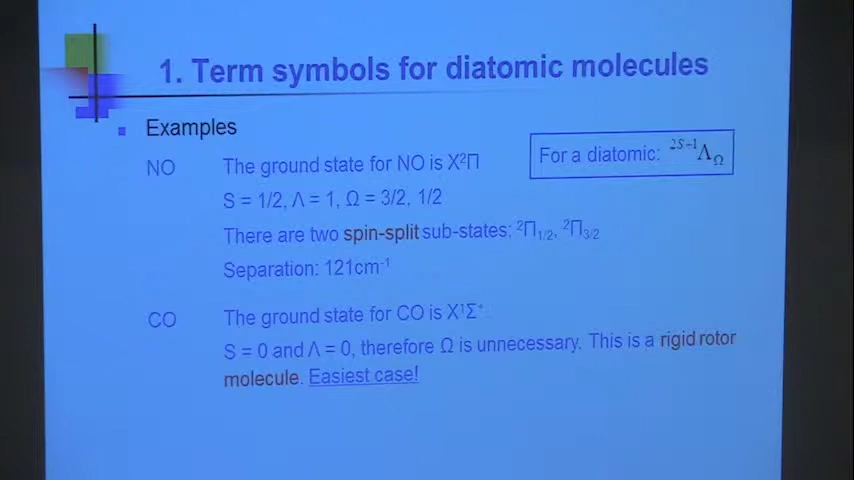 1. Term symbols for diatomic molecules
Examples
For a diatomic: ²ˢ⁺¹Λ_Ω
NO The ground state for NO is X²Π
S = 1/2, Λ = 1, Ω = 3/2, 1/2
There are two spin-split sub-states: ²Π₁/₂, ²Π₃/₂
Separation: 121cm⁻¹
CO The ground state for CO is X¹Σ⁺
S = 0 and Λ = 0, therefore Ω is unnecessary. This is a rigid rotor
molecule. Easiest case!